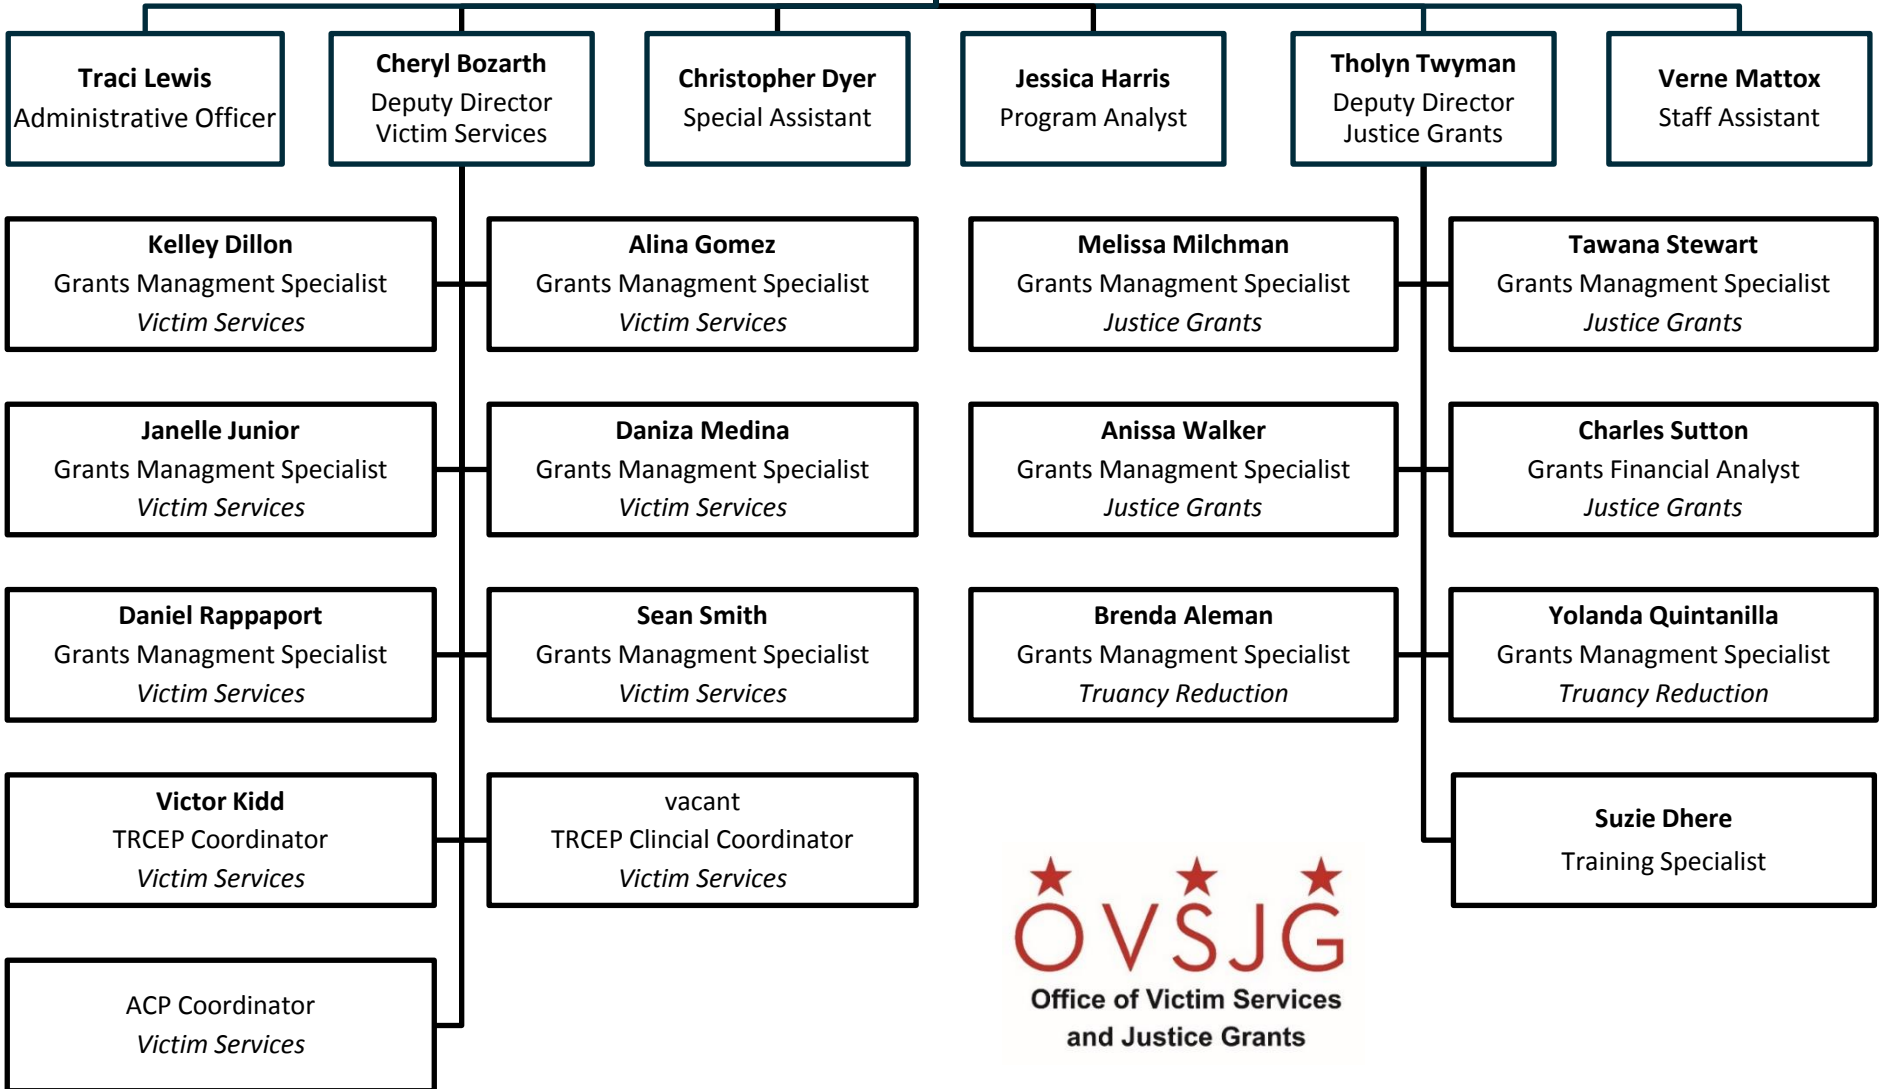 Traci Lewis
Administrative Officer
Cheryl Bozarth
Deputy Director
Victim Services
Christopher Dyer
Special Assistant
Jessica Harris
Program Analyst
Tholyn Twyman
Deputy Director
Justice Grants
Verne Mattox
Staff Assistant
Kelley Dillon
Grants Managment Specialist
Victim Services
Alina Gomez
Grants Managment Specialist
Victim Services
Melissa Milchman
Grants Managment Specialist
Justice Grants
Tawana Stewart
Grants Managment Specialist
Justice Grants
Janelle Junior
Grants Managment Specialist
Victim Services
Daniza Medina
Grants Managment Specialist
Victim Services
Anissa Walker
Grants Managment Specialist
Justice Grants
Charles Sutton
Grants Financial Analyst
Justice Grants
Daniel Rappaport
Grants Managment Specialist
Victim Services
Sean Smith
Grants Managment Specialist
Victim Services
Brenda Aleman
Grants Managment Specialist
Truancy Reduction
Yolanda Quintanilla
Grants Managment Specialist
Truancy Reduction
Victor Kidd
TRCEP Coordinator
Victim Services
vacant
TRCEP Clincial Coordinator
Victim Services
Suzie Dhere
Training Specialist
ACP Coordinator
Victim Services
OVSJG
Office of Victim Services
and Justice Grants